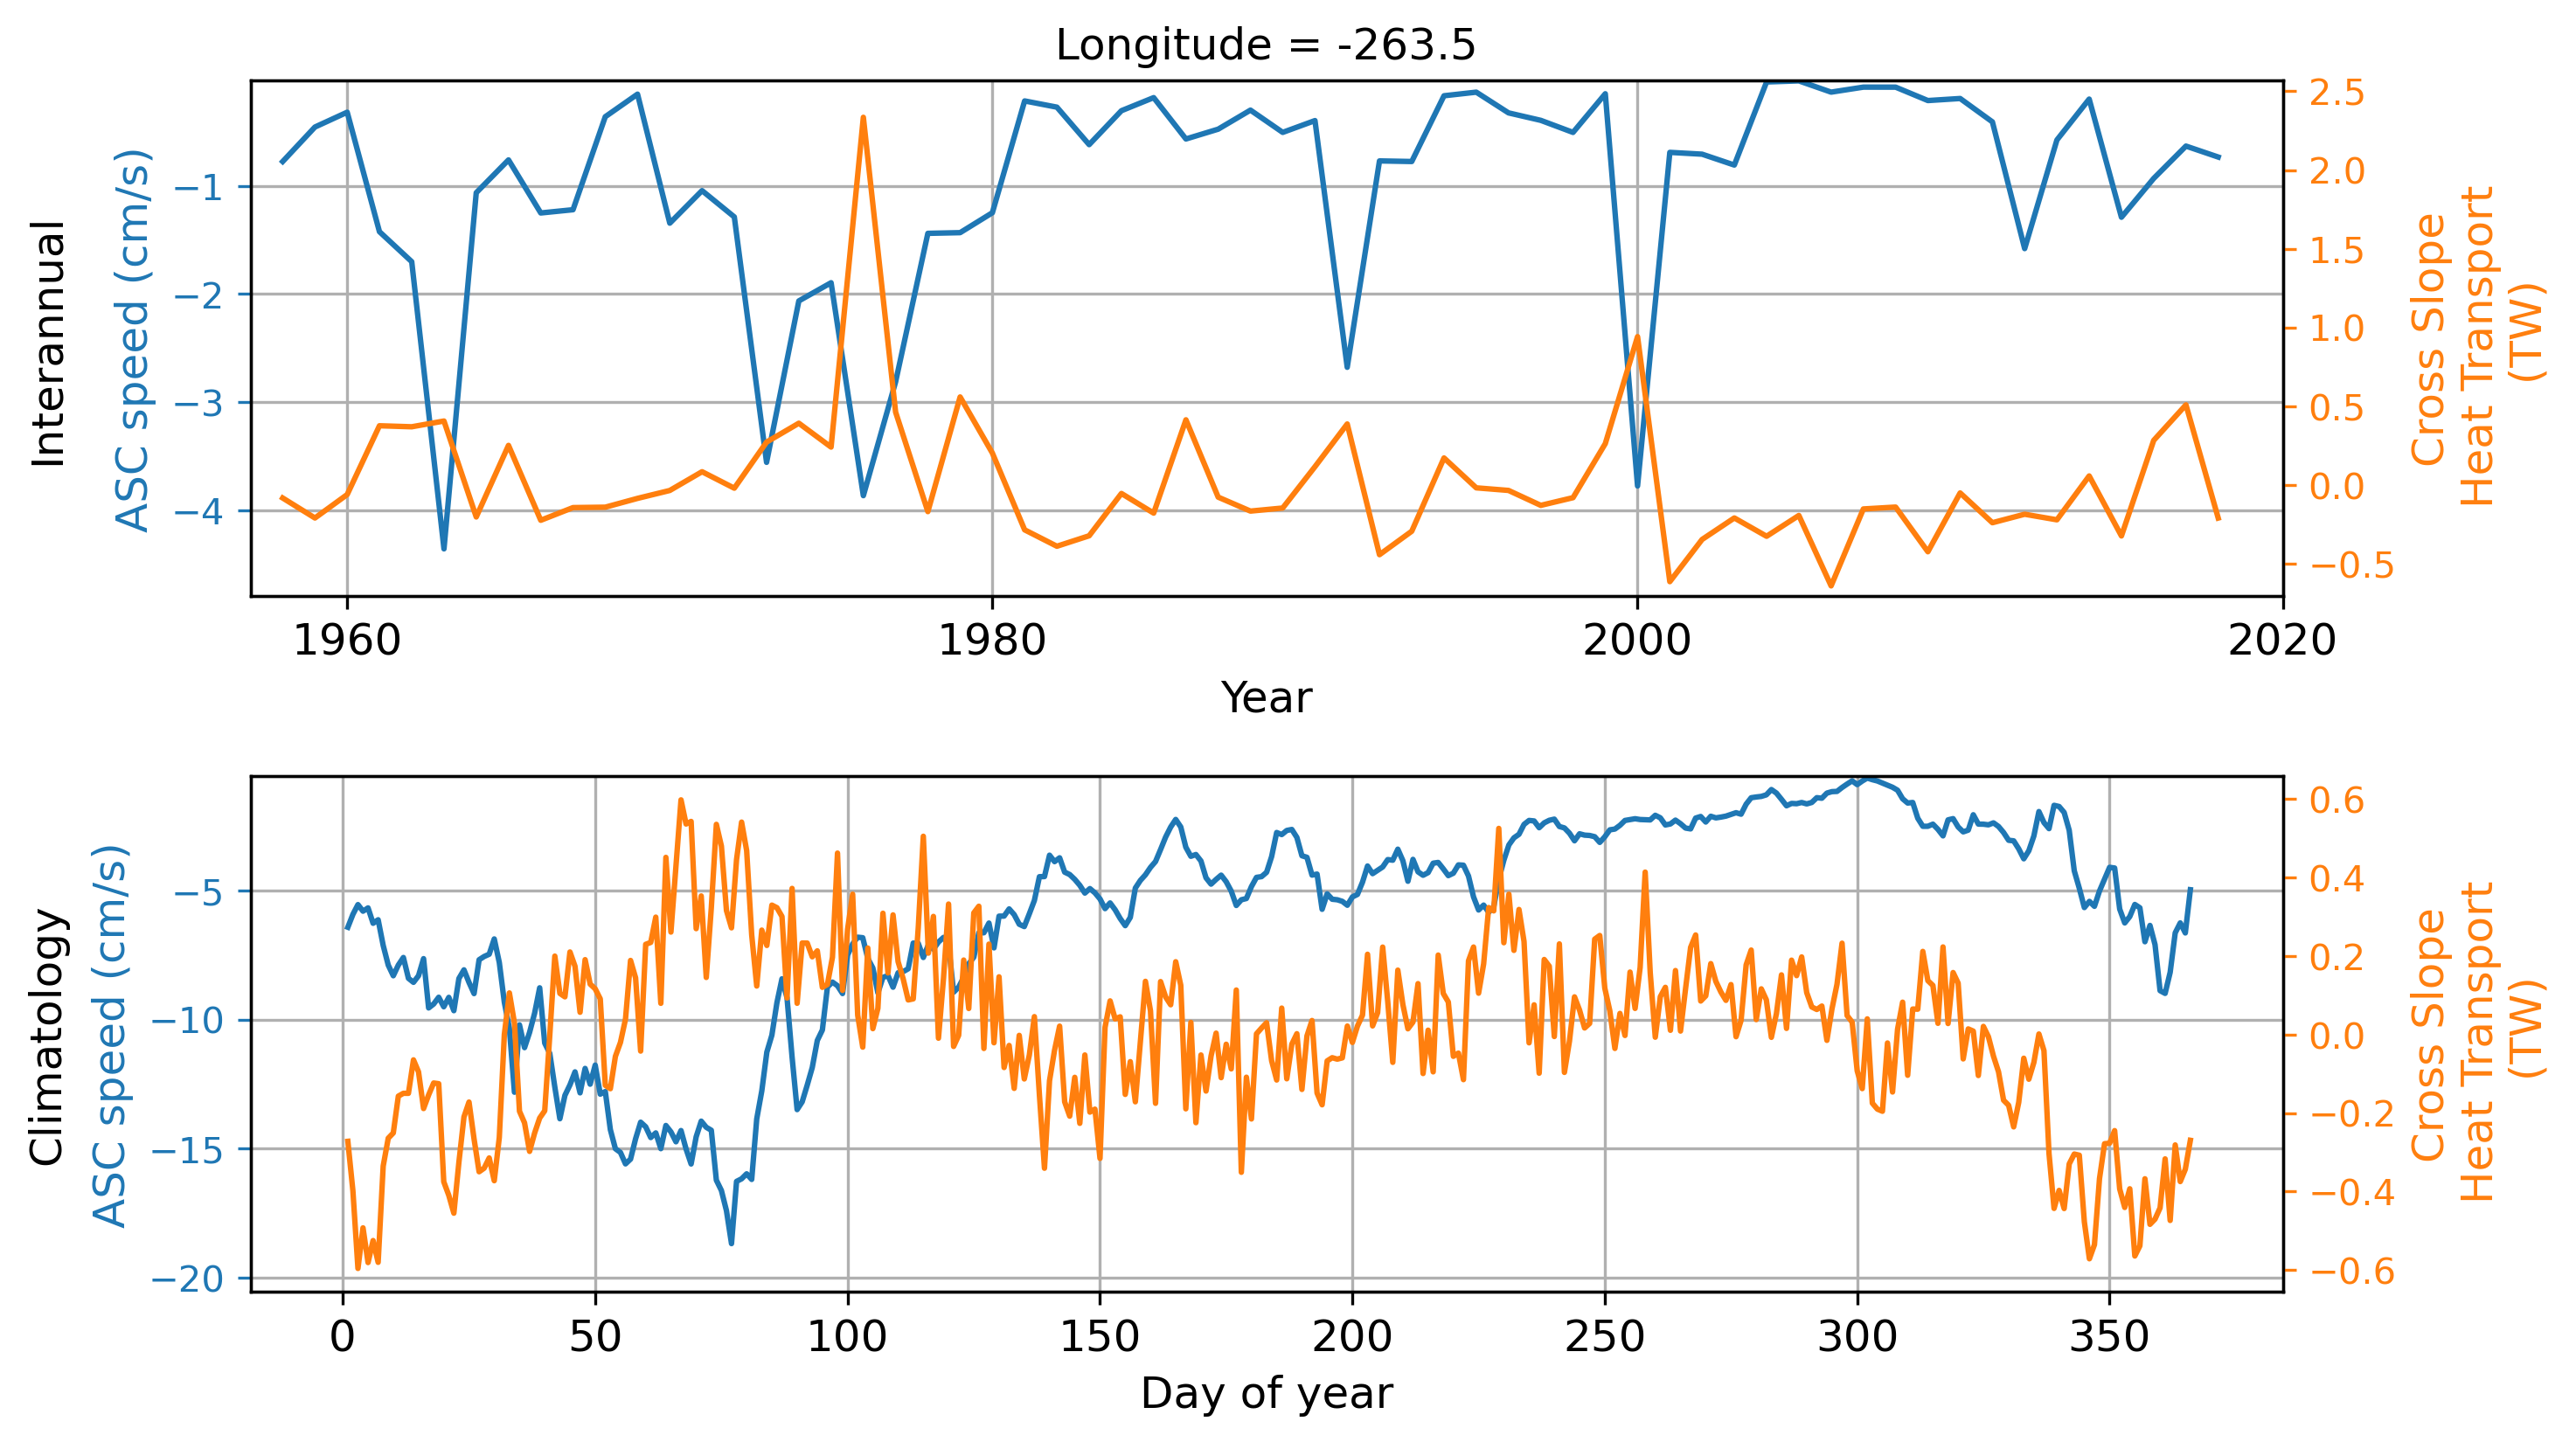 Longitude = -263.5
Interannual
ASC speed (cm/s)
−1
−2
−3
−4
2.5
2.0
1.5
1.0
0.5
0.0
−0.5
Cross Slope
Heat Transport
(TW)
1960
1980
2000
2020
Year
Climatology
ASC speed (cm/s)
−5
−10
−15
−20
0.6
0.4
0.2
0.0
−0.2
−0.4
−0.6
Cross Slope
Heat Transport
(TW)
0
50
100
150
200
250
300
350
Day of year